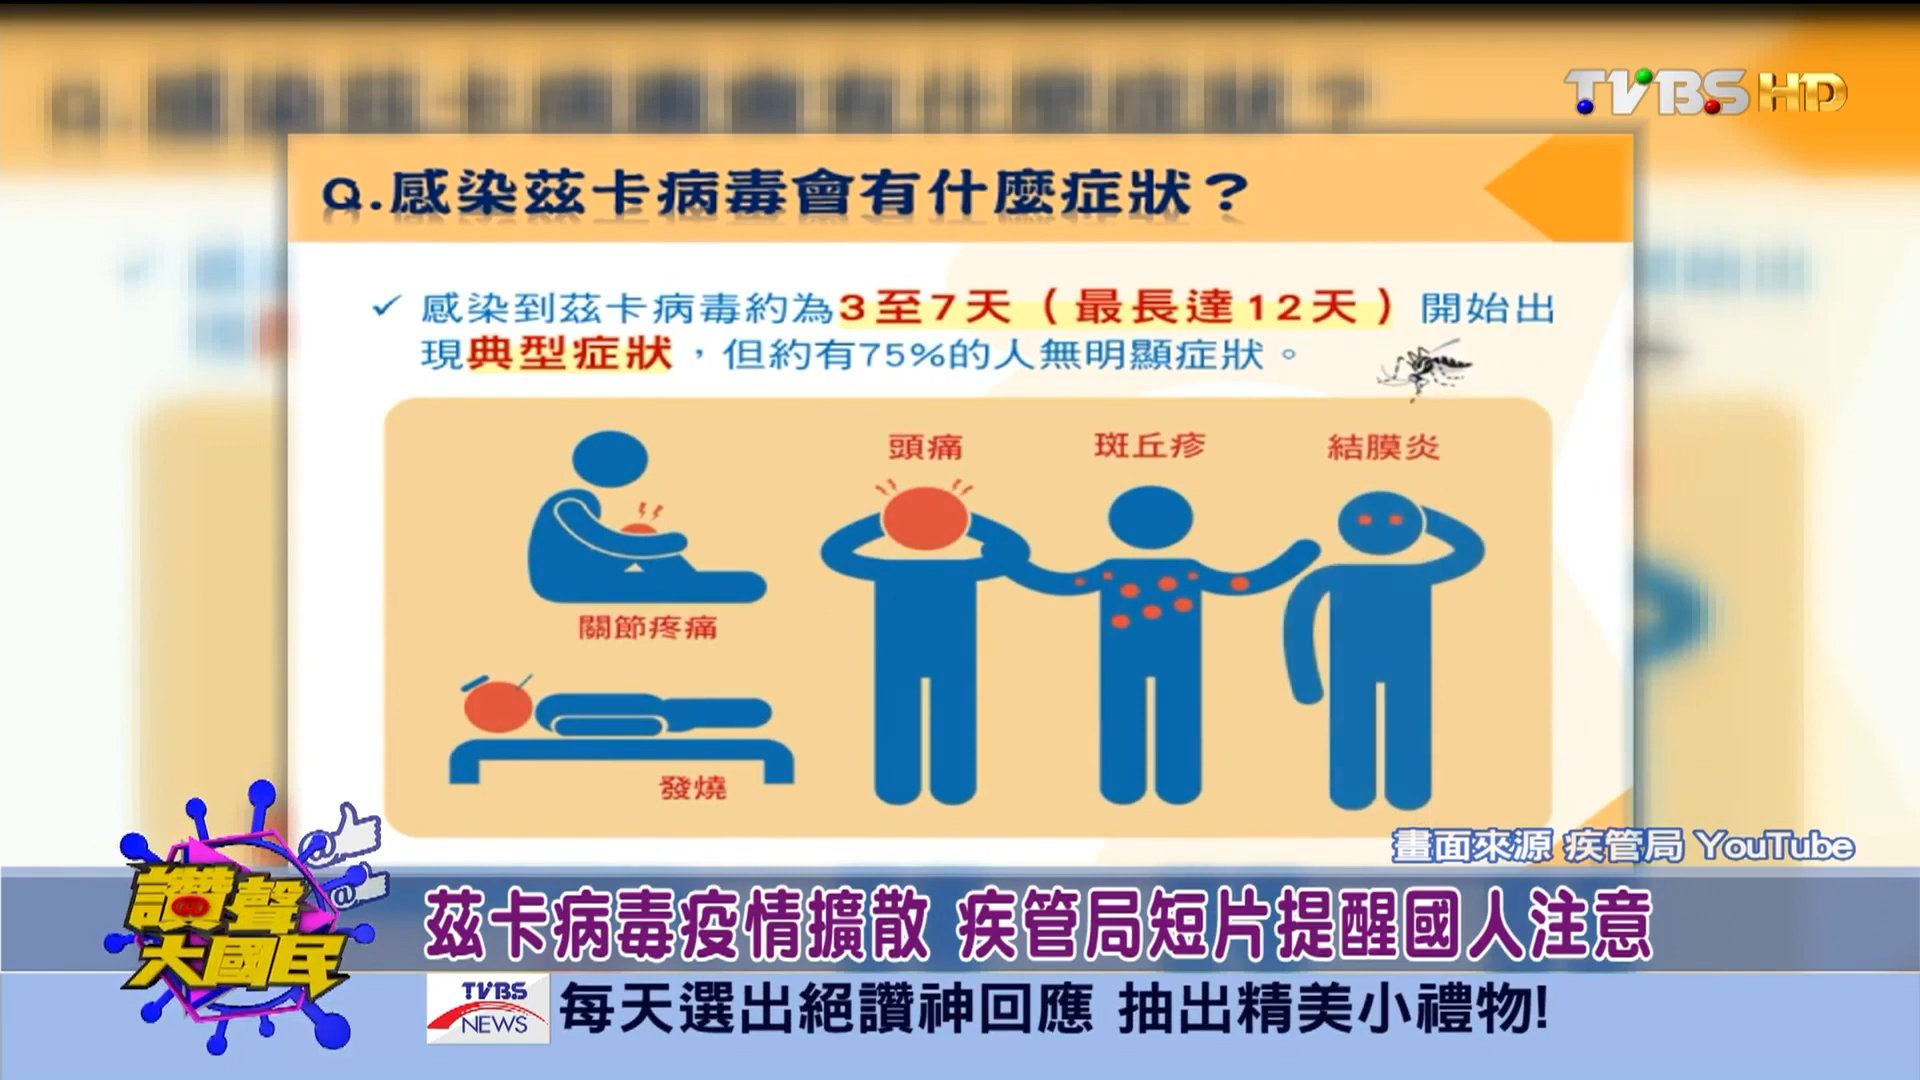 TVBS HD
Q.感染茲卡病毒會有什麼症狀？
✓ 感染到茲卡病毒約為3至7天（最長達12天）開始出
現典型症狀，但約有75%的人無明顯症狀。
頭痛
斑丘疹
結膜炎
關節疼痛
發燒
畫面來源 疾管局 YouTube
讚聲
大國民
茲卡病毒疫情擴散 疾管局短片提醒國人注意
TVBS
NEWS
每天選出絕讚神回應 抽出精美小禮物!